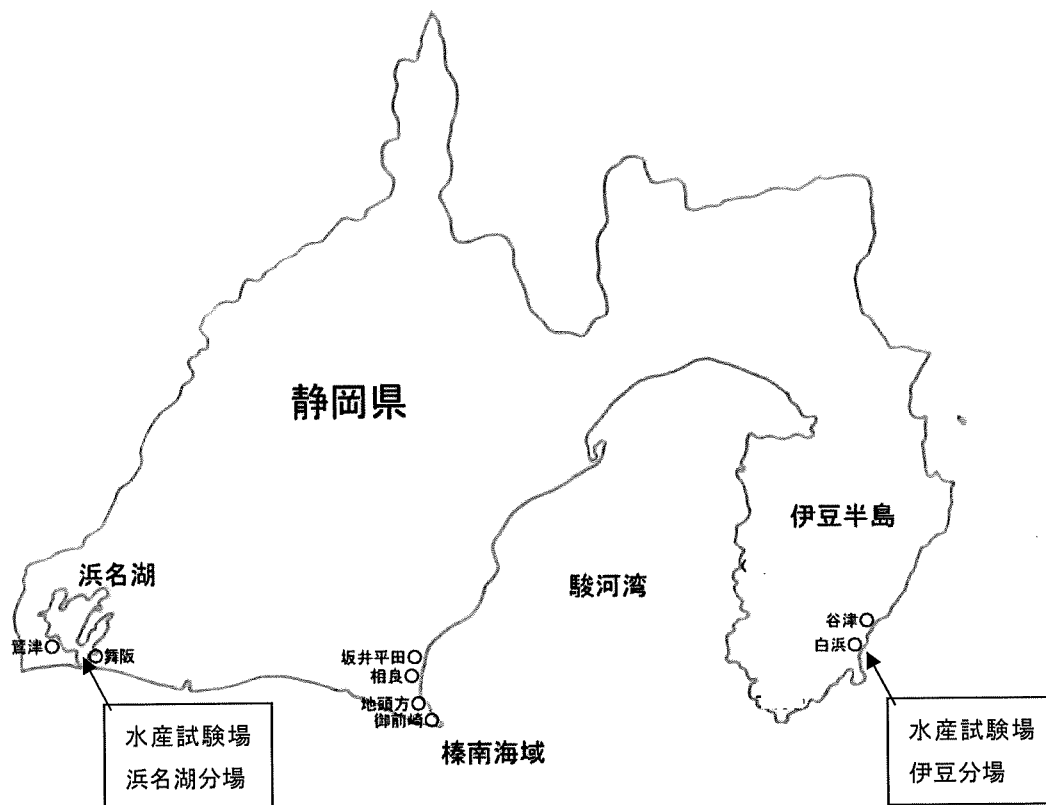 静岡県
伊豆半島
浜名湖
駿河湾
谷津
白浜
鷲津
舞阪
坂井平田
相良
地頭方
御前崎
榛南海域
水産試験場
浜名湖分場
水産試験場
伊豆分場